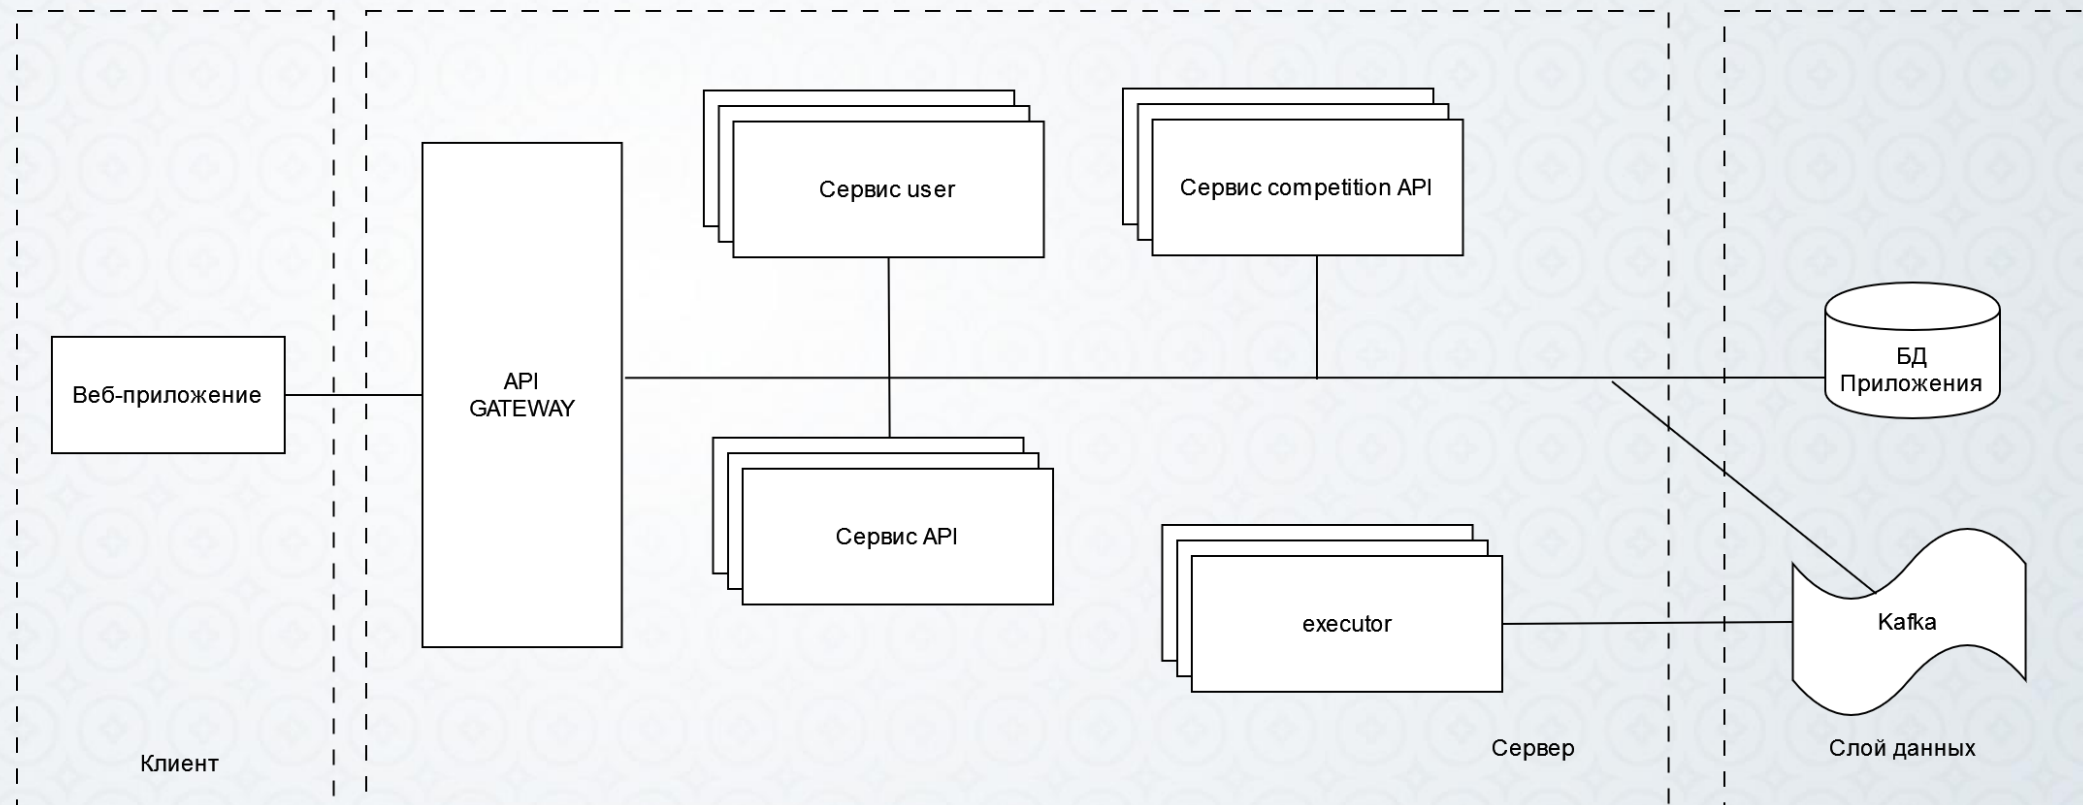 Сервис user
Сервис competition API
Веб-приложение
API
GATEWAY
БД
Приложения
Сервис API
executor
Kafka
Клиент
Сервер
Слой данных